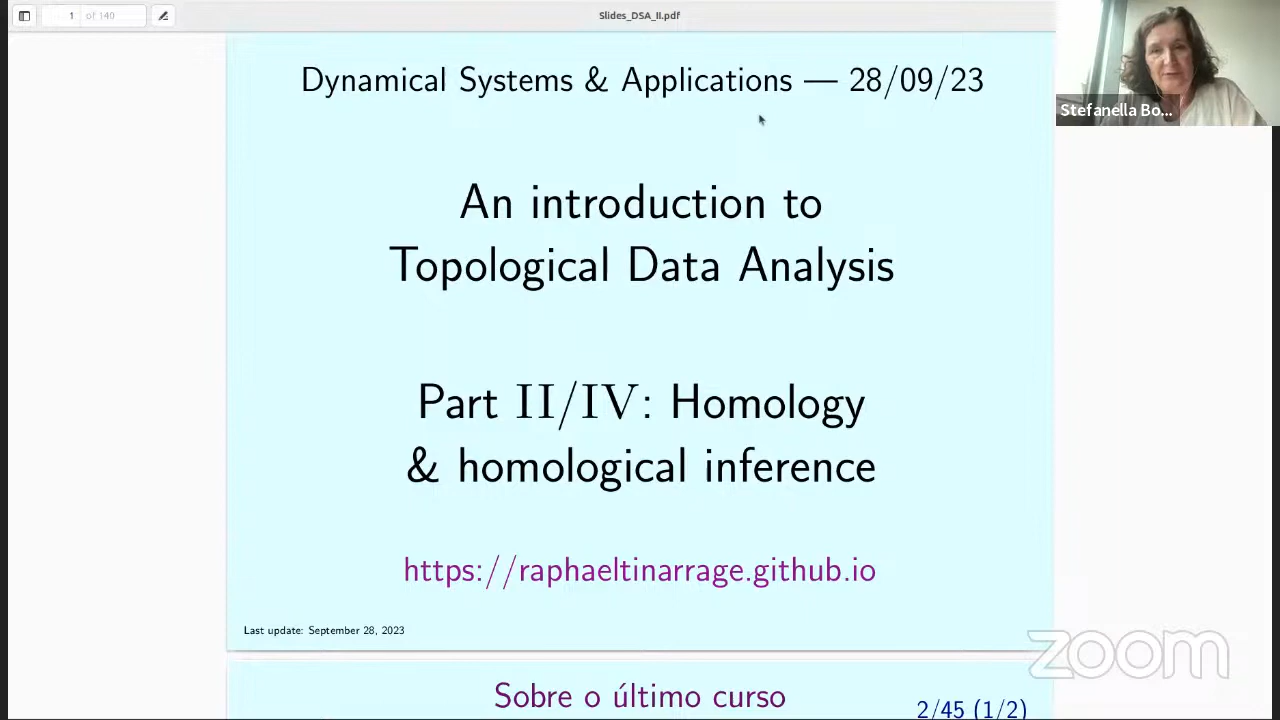 1 of 140
Slides_DSA_II.pdf
Stefanella Bo...
Dynamical Systems & Applications — 28/09/23
An introduction to
Topological Data Analysis
Part II/IV: Homology
& homological inference
https://raphaeltinarrage.github.io
Last update: September 28, 2023
zoom
Sobre o último curso
2/45 (1/2)